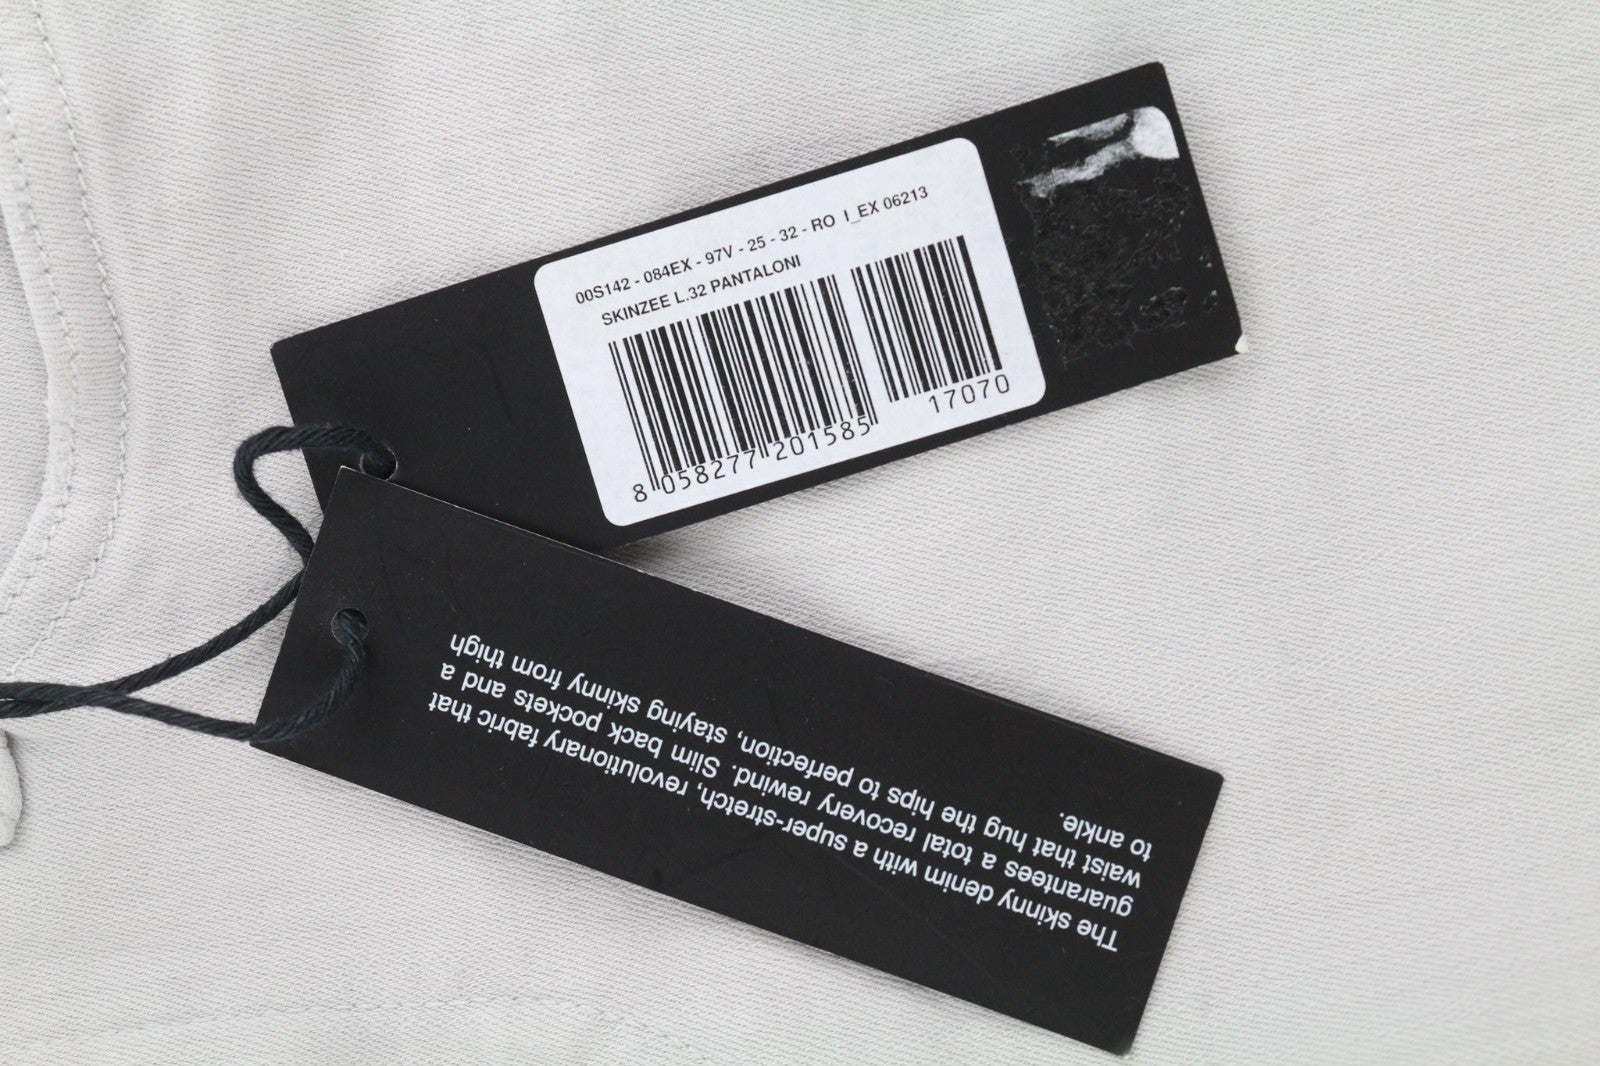 00S142 - 084EX - 97V - 25 - 32 - RO I_EX 06213
SKINZEE L.32 PANTALONI
8 058277 201585
17070
The skinny denim with a super-stretch, revolutionary fabric that
guarantees a total recovery rewind. Slim back pockets and a
waist that hug the hips to perfection, staying skinny from thigh
to ankle.